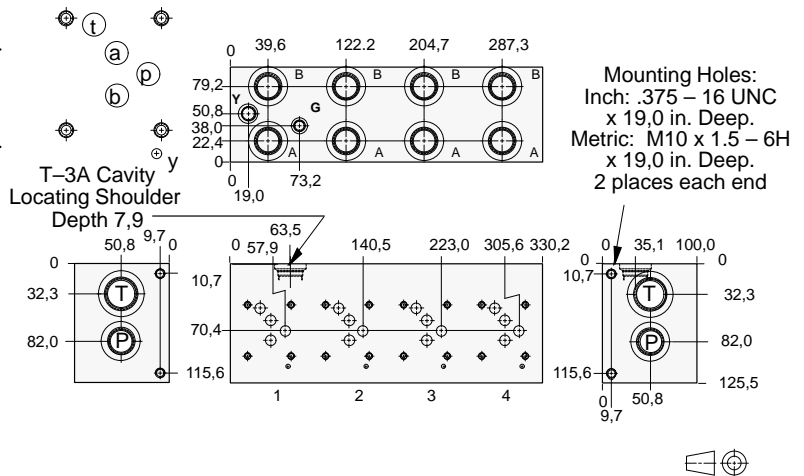 t
a
p
b
y
0
39,6 122.2 204,7 287,3
79,2
50,8
38,0
22,4
0
Y
G
B B B B
A A A A
0
73,2
19,0
Mounting Holes:
Inch: .375 – 16 UNC
x 19,0 in. Deep.
Metric: M10 x 1.5 – 6H
x 19,0 in. Deep.
2 places each end
T–3A Cavity
Locating Shoulder
Depth 7,9
9,7
50,8 0
0
32,3
82,0
T
P
115,6
63,5
0 57,9 140,5 223,0 305,6 330,2
10,7
70,4
1 2 3 4
0 35,1 100,0
0
10,7
32,3
82,0
115,6
125,5
T
P
0
9,7
50,8